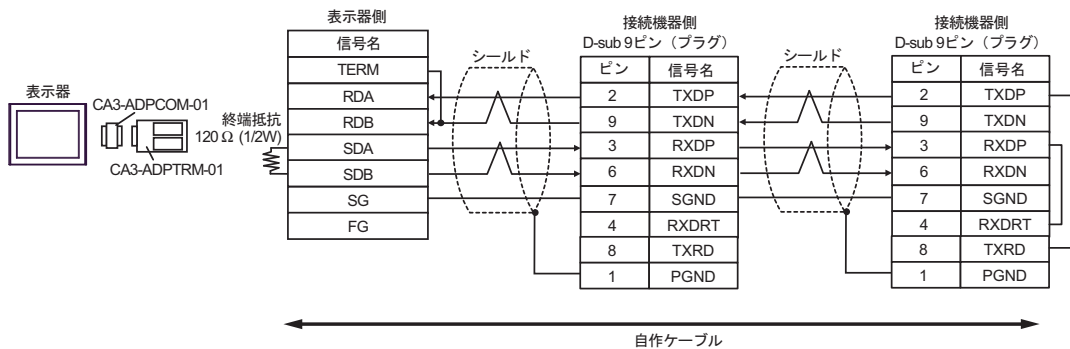 表示器
CA3-ADPCOM-01
CA3-ADPTRM-01
終端抵抗
120 Ω (1/2W)
表示器側
信号名
TERM
RDA
RDB
SDA
SDB
SG
FG
シールド
接続機器側
D-sub 9ピン（プラグ）
ピン 信号名
2 TXDP
9 TXDN
3 RXDP
6 RXDN
7 SGND
4 RXDRT
8 TXRD
1 PGND
シールド
接続機器側
D-sub 9ピン（プラグ）
ピン 信号名
2 TXDP
9 TXDN
3 RXDP
6 RXDN
7 SGND
4 RXDRT
8 TXRD
1 PGND
自作ケーブル